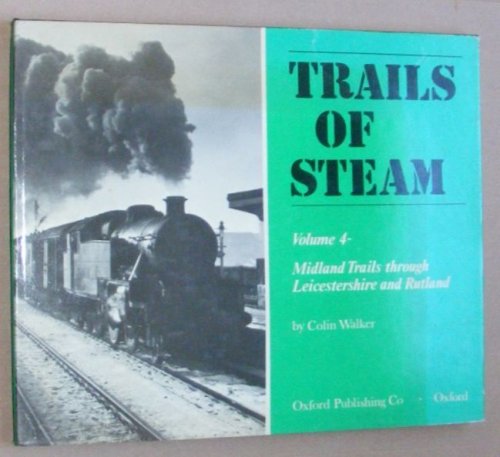 TRAILS
OF
STEAM
Volume 4-
Midland Trails through
Leicestershire and Rutland
by Colin Walker
Oxford Publishing Co - Oxford